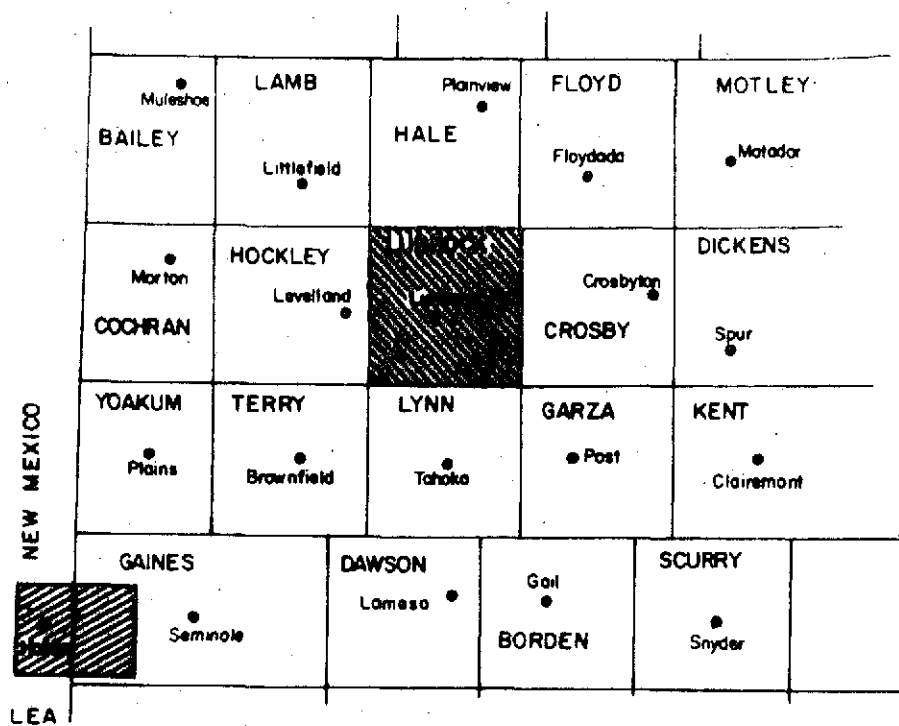 LAMB
Plainview
FLOYD
MOTLEY
Muleshoe
BAILEY
HALE
Littlefield
Floydada
Matador
HOCKLEY
Lubbock
DICKENS
Morton
Levelland
Crosbyton
COCHRAN
CROSBY
Spur
YOAKUM
TERRY
LYNN
GARZA
KENT
Plains
Brownfield
Tahoka
Post
Clairemont
NEW MEXICO
GAINES
DAWSON
Gail
SCURRY
Lamesa
Seminole
BORDEN
Snyder
LEA